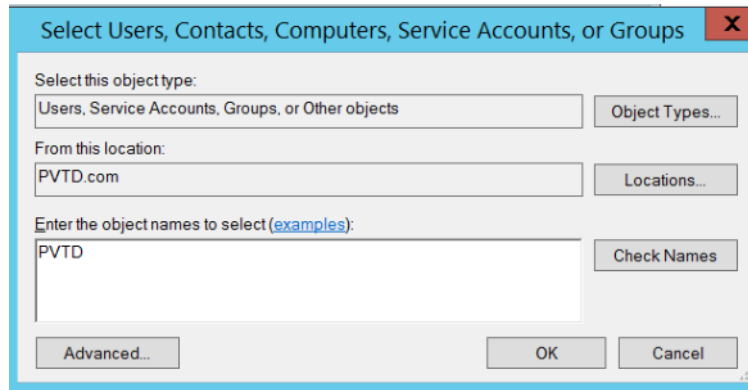 Select Users, Contacts, Computers, Service Accounts, or Groups
X
Select this object type:
Users, Service Accounts, Groups, or Other objects
Object Types...
From this location:
PVTD.com
Locations...
Enter the object names to select (examples):
PVTD
Check Names
Advanced...
OK
Cancel